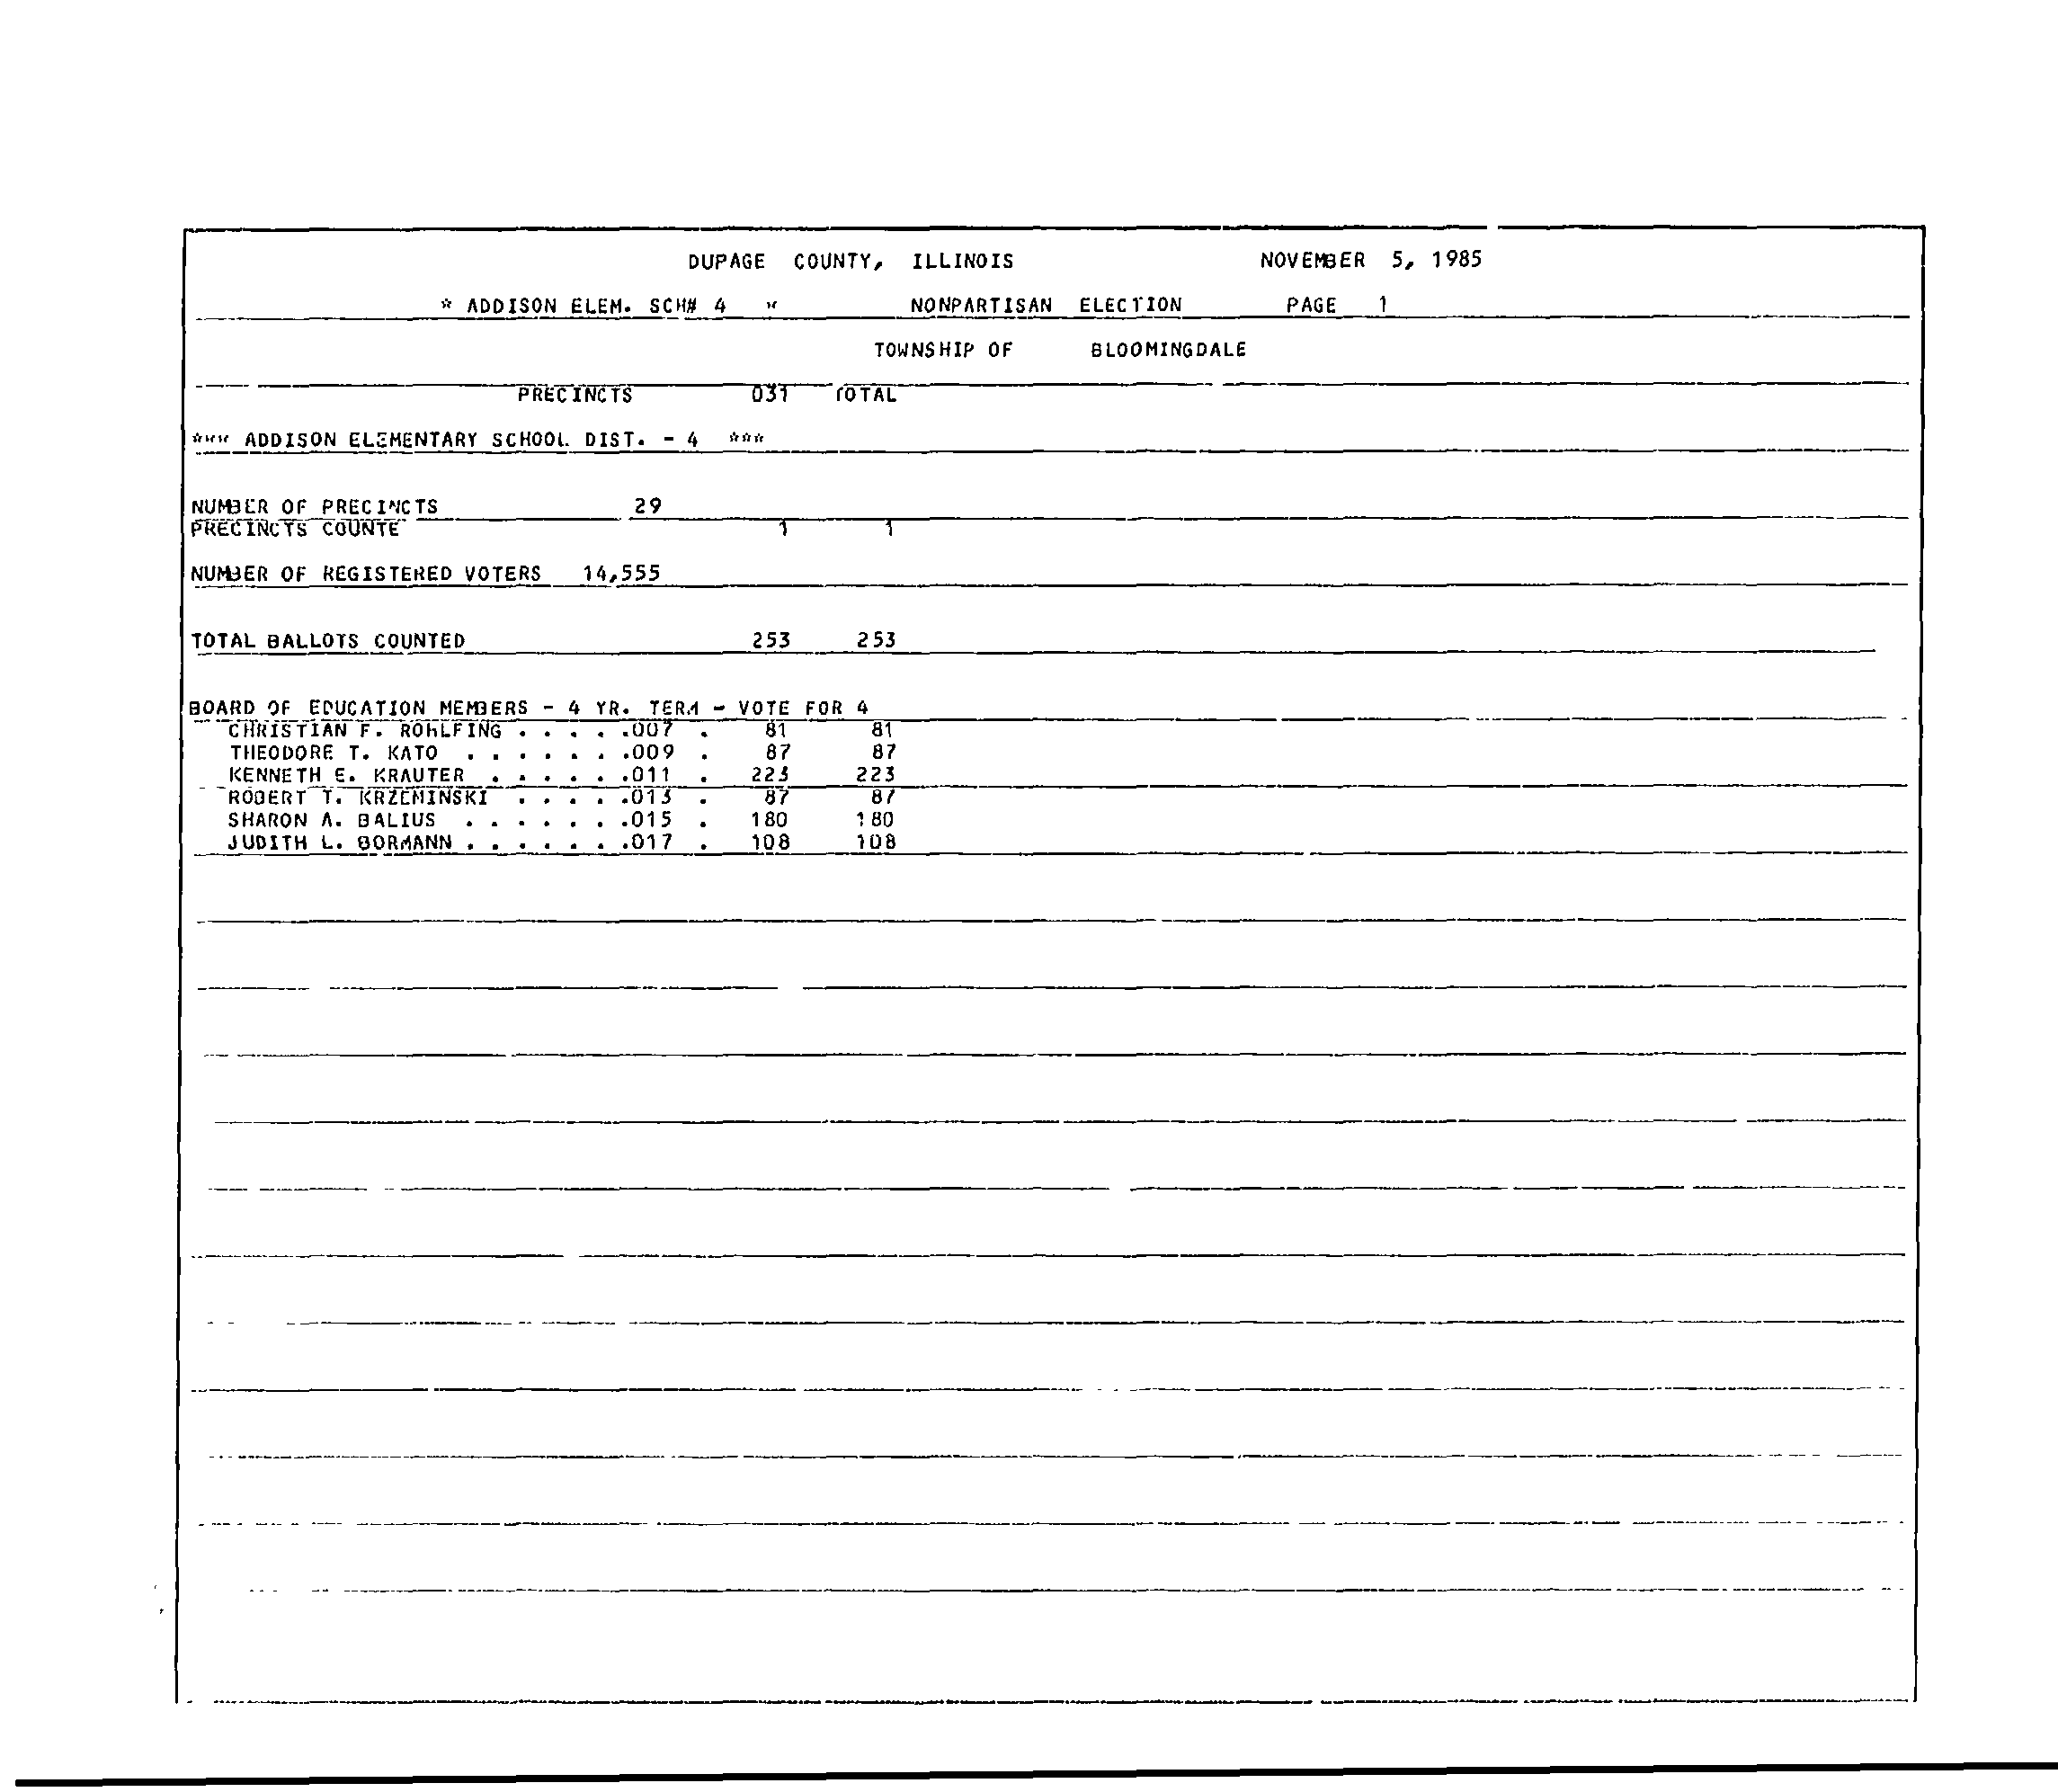 DUPAGE COUNTY, ILLINOIS NOVEMBER 5, 1985
* ADDISON ELEM. SCH# 4 * NONPARTISAN ELECTION PAGE 1
TOWNSHIP OF BLOOMINGDALE
PRECINCTS 031 TOTAL
*** ADDISON ELEMENTARY SCHOOL DIST. - 4 ***
NUMBER OF PRECINCTS 29
PRECINCTS COUNTE 1 1
NUMBER OF REGISTERED VOTERS 14,555
TOTAL BALLOTS COUNTED 253 253
BOARD OF EDUCATION MEMBERS - 4 YR. TERM - VOTE FOR 4
CHRISTIAN F. ROHLFING . . . . .007 . 81 81
THEODORE T. KATO . . . . . . .009 . 87 87
KENNETH E. KRAUTER . . . . . .011 . 223 223
ROBERT T. KRZEMINSKI . . . . .013 . 87 87
SHARON A. BALIUS . . . . . . .015 . 180 180
JUDITH L. BORMANN . . . . . . .017 . 108 108